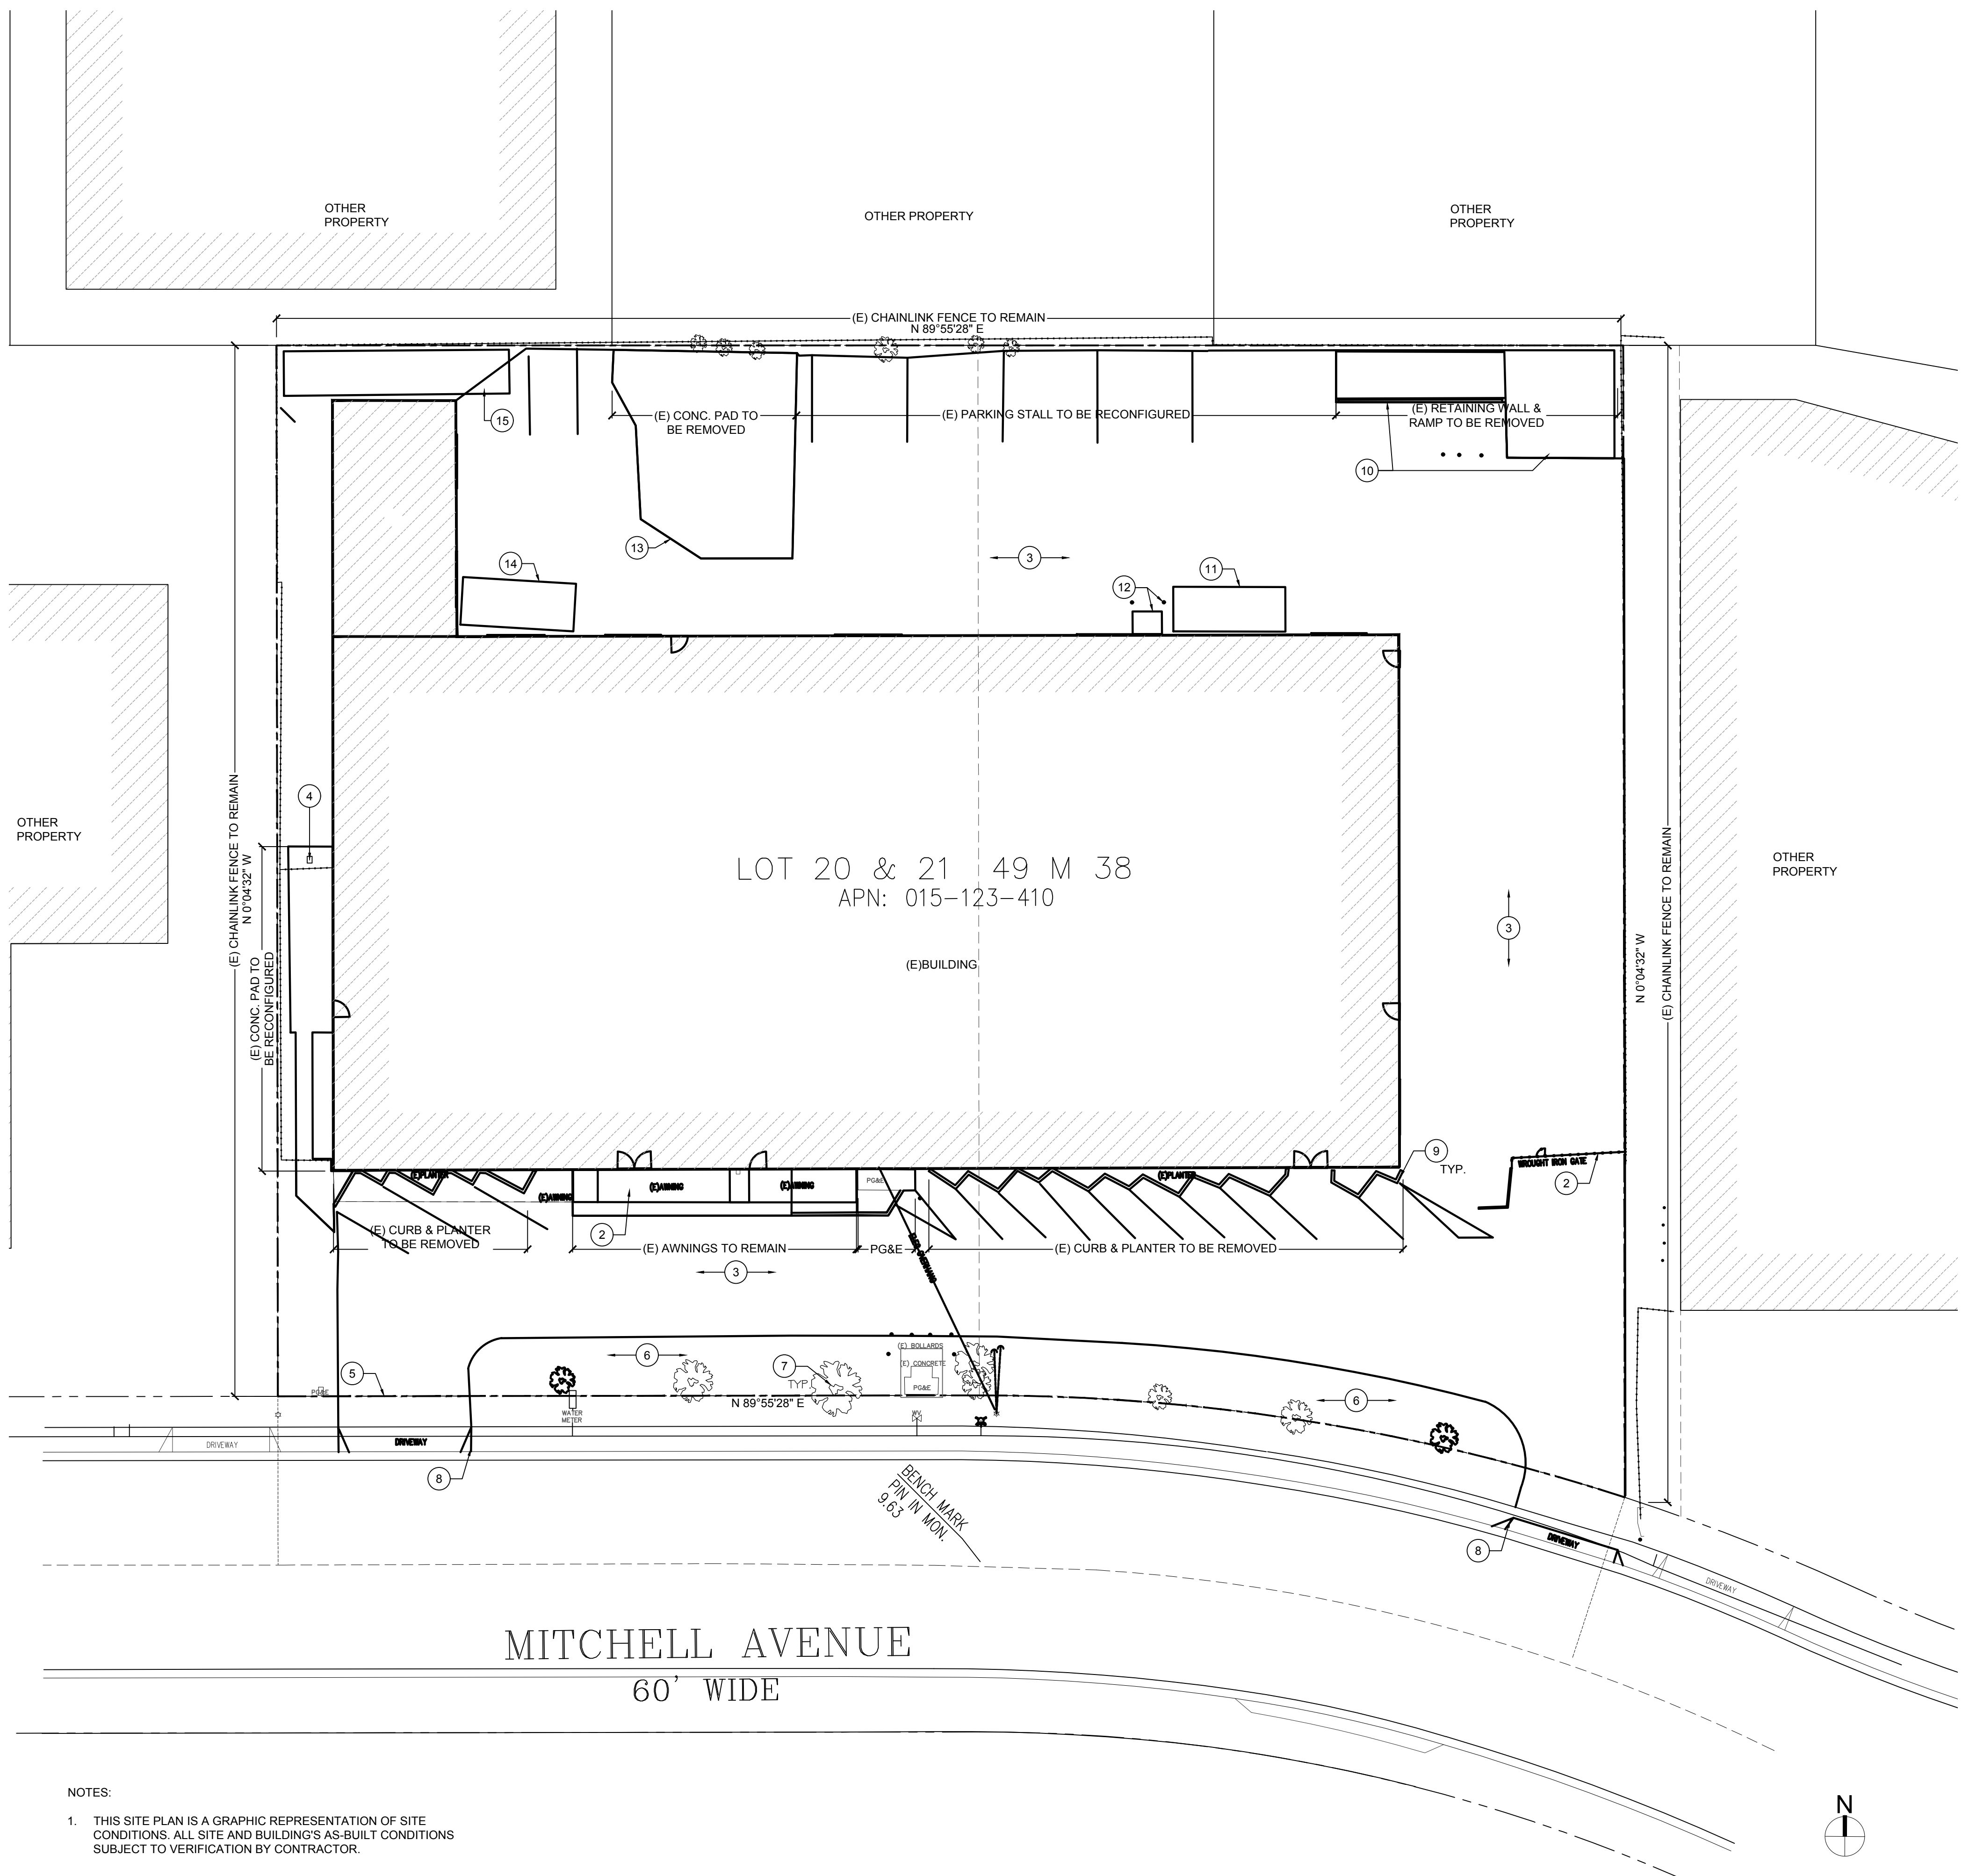 OTHER
PROPERTY
OTHER PROPERTY
OTHER
PROPERTY
(E) CHAINLINK FENCE TO REMAIN
N 89°55'28" E
15
(E) CONC. PAD TO
BE REMOVED
(E) PARKING STALL TO BE RECONFIGURED
(E) RETAINING WALL &
RAMP TO BE REMOVED
10
13
14
3
12
11
4
OTHER
PROPERTY
(E) CHAINLINK FENCE TO REMAIN
N 0°04'32" W
(E) CONC. PAD TO
BE RECONFIGURED
LOT 20 & 21 49 M 38
APN: 015-123-410
(E)BUILDING
3
N 0°04'32" W
(E) CHAINLINK FENCE TO REMAIN
OTHER
PROPERTY
(E)PLANTER
(E)AWNING
(E)AWNING
(E)AWNING
PG&E
(E)PLANTER
9
TYP.
WROUGHT IRON GATE
2
2
(E) CURB & PLANTER
TO BE REMOVED
(E) AWNINGS TO REMAIN
PG&E
(E) CURB & PLANTER TO BE REMOVED
3
5
6
7
TYP.
(E) BOLLARDS
(E) CONCRETE
PG&E
PG&E
6
N 89°55'28" E
WATER
METER
WV
DRIVEWAY
DRIVEWAY
8
BENCH MARK
PIN IN MON.
9.63
8
DRIVEWAY
DRIVEWAY
MITCHELL AVENUE
60' WIDE
NOTES:
1. THIS SITE PLAN IS A GRAPHIC REPRESENTATION OF SITE
CONDITIONS. ALL SITE AND BUILDING'S AS-BUILT CONDITIONS
SUBJECT TO VERIFICATION BY CONTRACTOR.
N